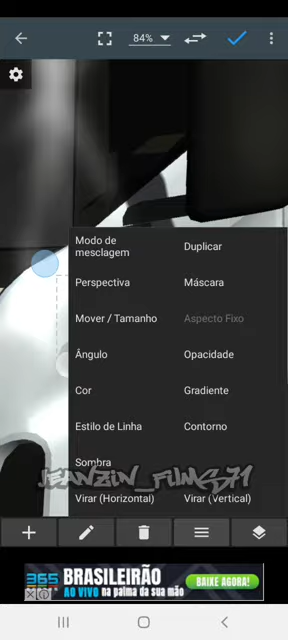 84%
Modo de mesclagem
Duplicar
Perspectiva
Máscara
Mover / Tamanho
Aspecto Fixo
Ângulo
Opacidade
Cor
Gradiente
Estilo de Linha
Contorno
Sombra
JEANZIN_FILMS71
Virar (Horizontal)
Virar (Vertical)
365 BRASILEIRÃO
AO VIVO na palma da sua mão
BAIXE AGORA!